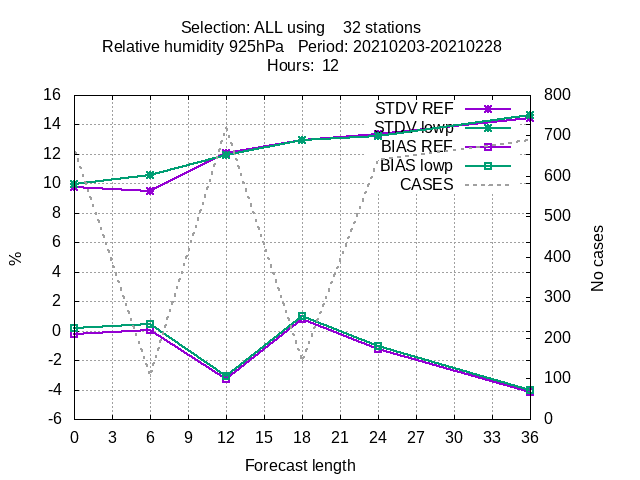 Selection: ALL using    32 stations
Relative humidity 925hPa   Period: 20210203-20210228
Hours:  12
16
14
12
10
8
6
4
2
0
-2
-4
-6
%
STDV REF
STDV lowp
BIAS REF
BIAS lowp
CASES
800
700
600
500
400
300
200
100
0
No cases
0 3 6 9 12 15 18 21 24 27 30 33 36
Forecast length